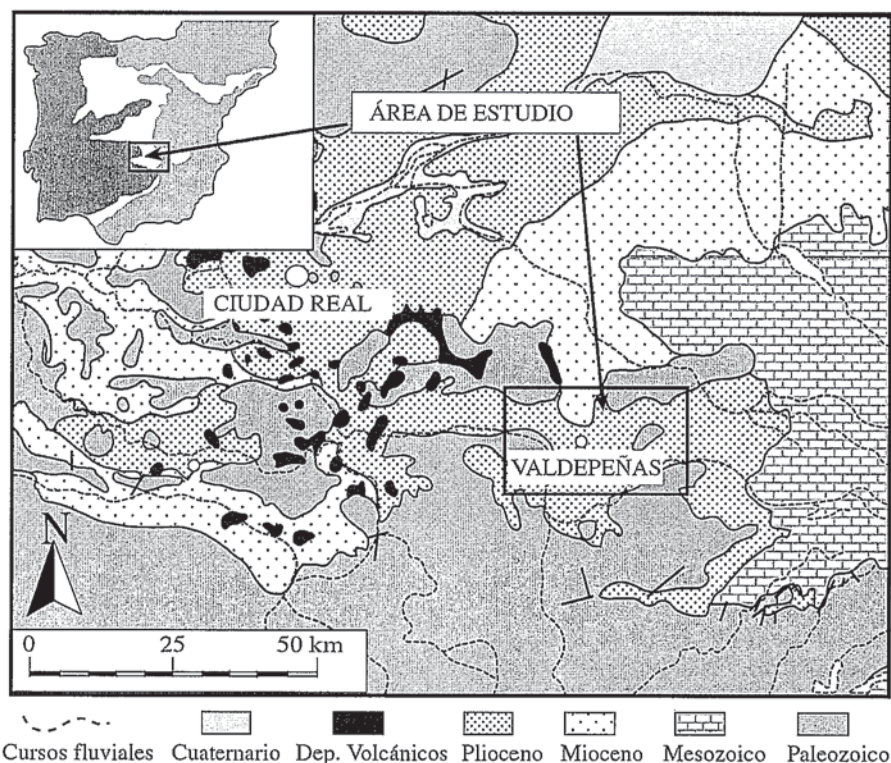 ÁREA DE ESTUDIO
CIUDAD REAL
VALDEPEÑAS
N
0 25 50 km
Cursos fluviales Cuaternario Dep. Volcánicos Plioceno Mioceno Mesozoico Paleozoico